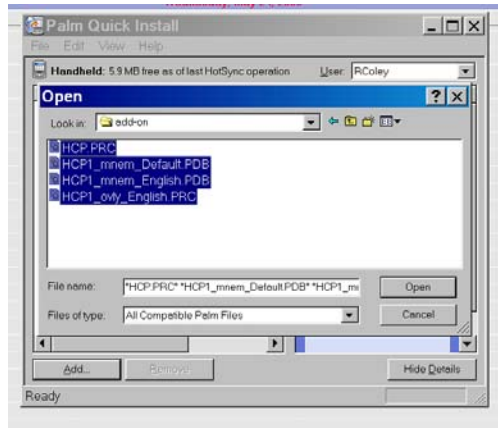 Palm Quick Install
File Edit View Help
Handheld: 5.9 MB free as of last HotSync operation User: RColey
Open
Look in: add-on
HCP.PRC
HCP1_mnem_Default.PDB
HCP1_mnem_English.PDB
HCP1_ovly_English.PRC
File name: "HCP.PRC" "HCP1_mnem_Default.PDB" "HCP1_m
Open
Files of type: All Compatible Palm Files
Cancel
Add... Remove Hide Details
Ready